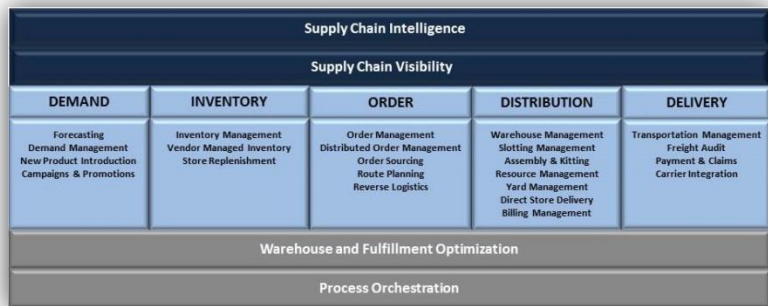 Supply Chain Intelligence
Supply Chain Visibility
DEMAND
Forecasting
Demand Management
New Product Introduction
Campaigns & Promotions
INVENTORY
Inventory Management
Vendor Managed Inventory
Store Replenishment
ORDER
Order Management
Distributed Order Management
Order Sourcing
Route Planning
Reverse Logistics
DISTRIBUTION
Warehouse Management
Slotting Management
Assembly & Kitting
Resource Management
Yard Management
Direct Store Delivery
Billing Management
DELIVERY
Transportation Management
Freight Audit
Payment & Claims
Carrier Integration
Warehouse and Fulfillment Optimization
Process Orchestration